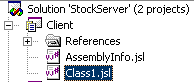 Solution 'StockServer' (2 projects)
Client
References
AssemblyInfo.jsl
Class1.jsl